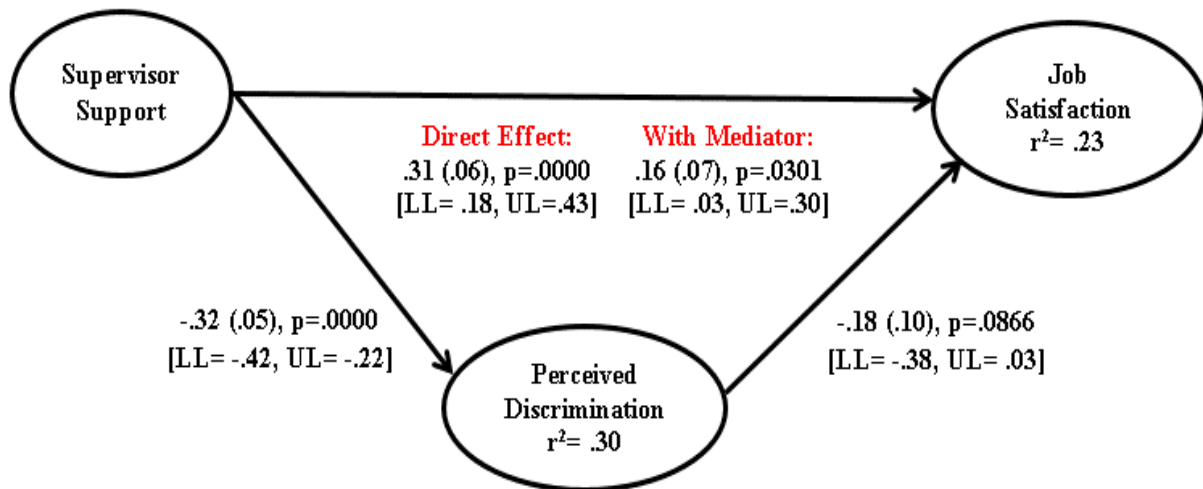 Supervisor
Support
Job
Satisfaction
r²= .23
Direct Effect:
.31 (.06), p=.0000
[LL= .18, UL=.43]
With Mediator:
.16 (.07), p=.0301
[LL= .03, UL=.30]
-.32 (.05), p=.0000
[LL= -.42, UL= -.22]
-.18 (.10), p=.0866
[LL= -.38, UL= .03]
Perceived
Discrimination
r²= .30